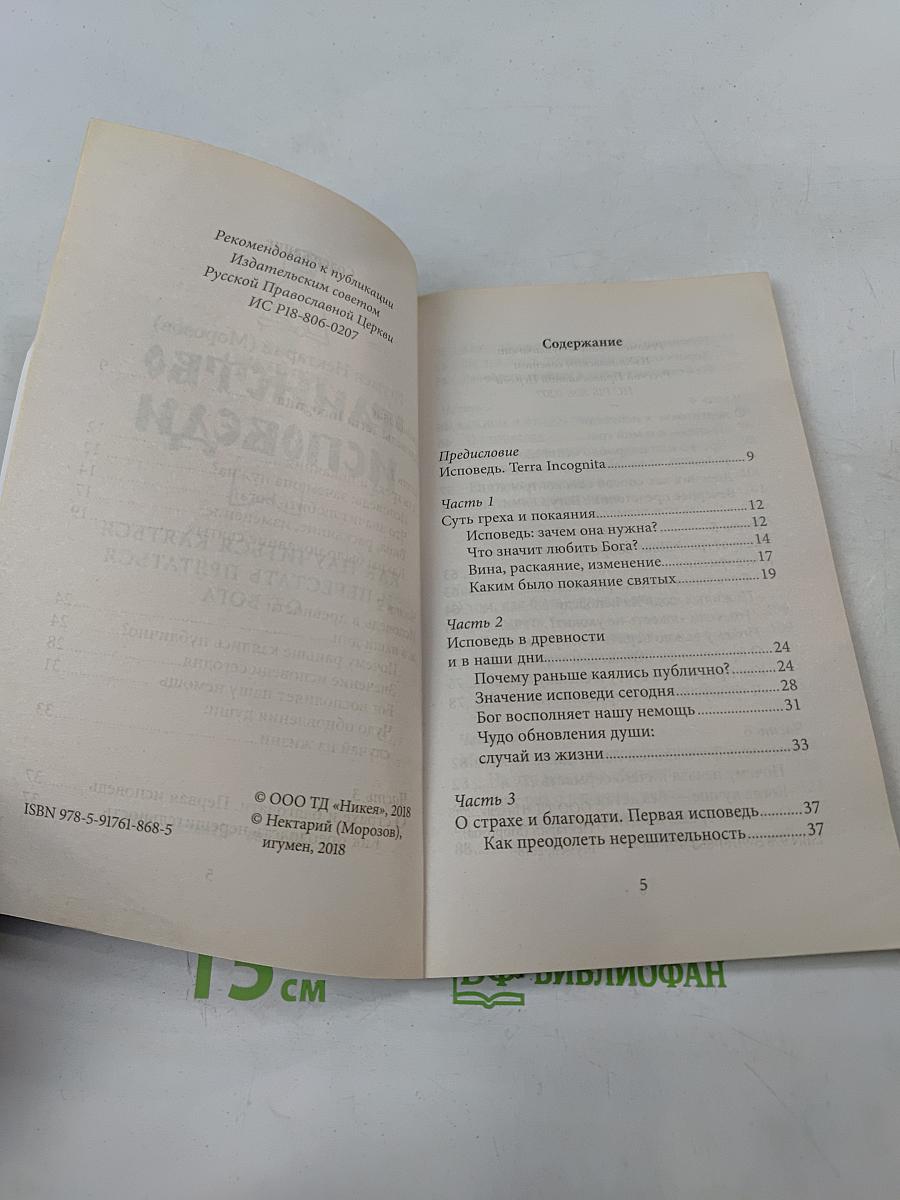 Рекомендовано к публикации
Издательским советом
Русской Православной Церкви
ИС Р18-806-0207
ISBN 978-5-91761-868-5
© ООО ТД «Никея», 2018
© Нектарий (Морозов),
игумен, 2018
Содержание
Предисловие
Исповедь. Terra Incognita 9
Часть 1
Суть греха и покаяния 12
Исповедь: зачем она нужна? 12
Что значит любить Бога? 14
Вина, раскаяние, изменение 17
Каким было покаяние святых 19
Часть 2
Исповедь в древности
и в наши дни 24
Почему раньше каялись публично? 24
Значение исповеди сегодня 28
Бог восполняет нашу немощь 31
Чудо обновления души:
случай из жизни 33
Часть 3
О страхе и благодати. Первая исповедь 37
Как преодолеть нерешительность 37
5
15 см
БИБЛИОФАН